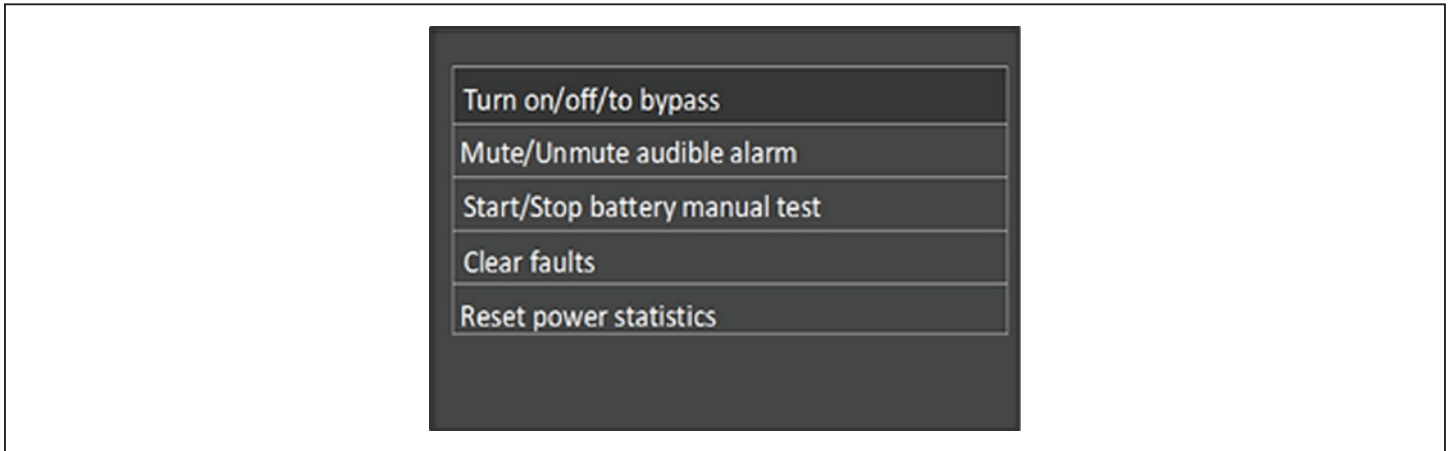 Turn on/off/to bypass
Mute/Unmute audible alarm
Start/Stop battery manual test
Clear faults
Reset power statistics